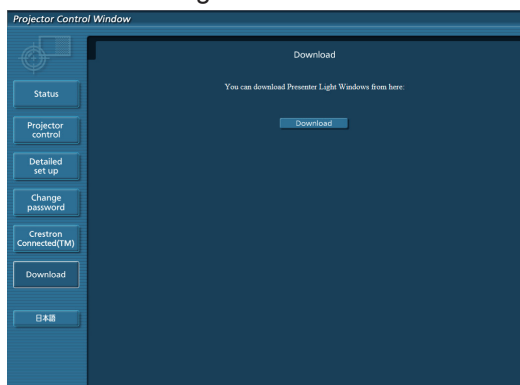 Projector Control Window
Download
You can download Presenter Light Windows from here:
Download
Status
Projector
control
Detailed
set up
Change
password
Crestron
Connected(TM)
Download
日本語